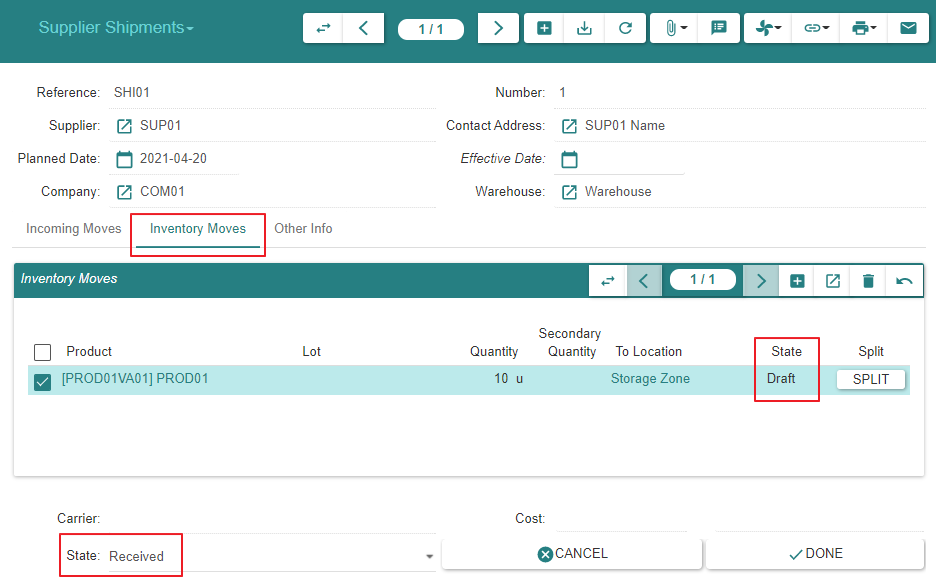 Supplier Shipments
1 / 1
Reference: SHI01 Number: 1
Supplier: SUP01 Contact Address: SUP01 Name
Planned Date: 2021-04-20 Effective Date:
Company: COM01 Warehouse: Warehouse
Incoming Moves Inventory Moves Other Info
Inventory Moves 1 / 1
Product Lot Quantity Secondary Quantity To Location State Split
[PROD01VA01] PROD01 10 u Storage Zone Draft SPLIT
Carrier: Cost:
State: Received CANCEL DONE